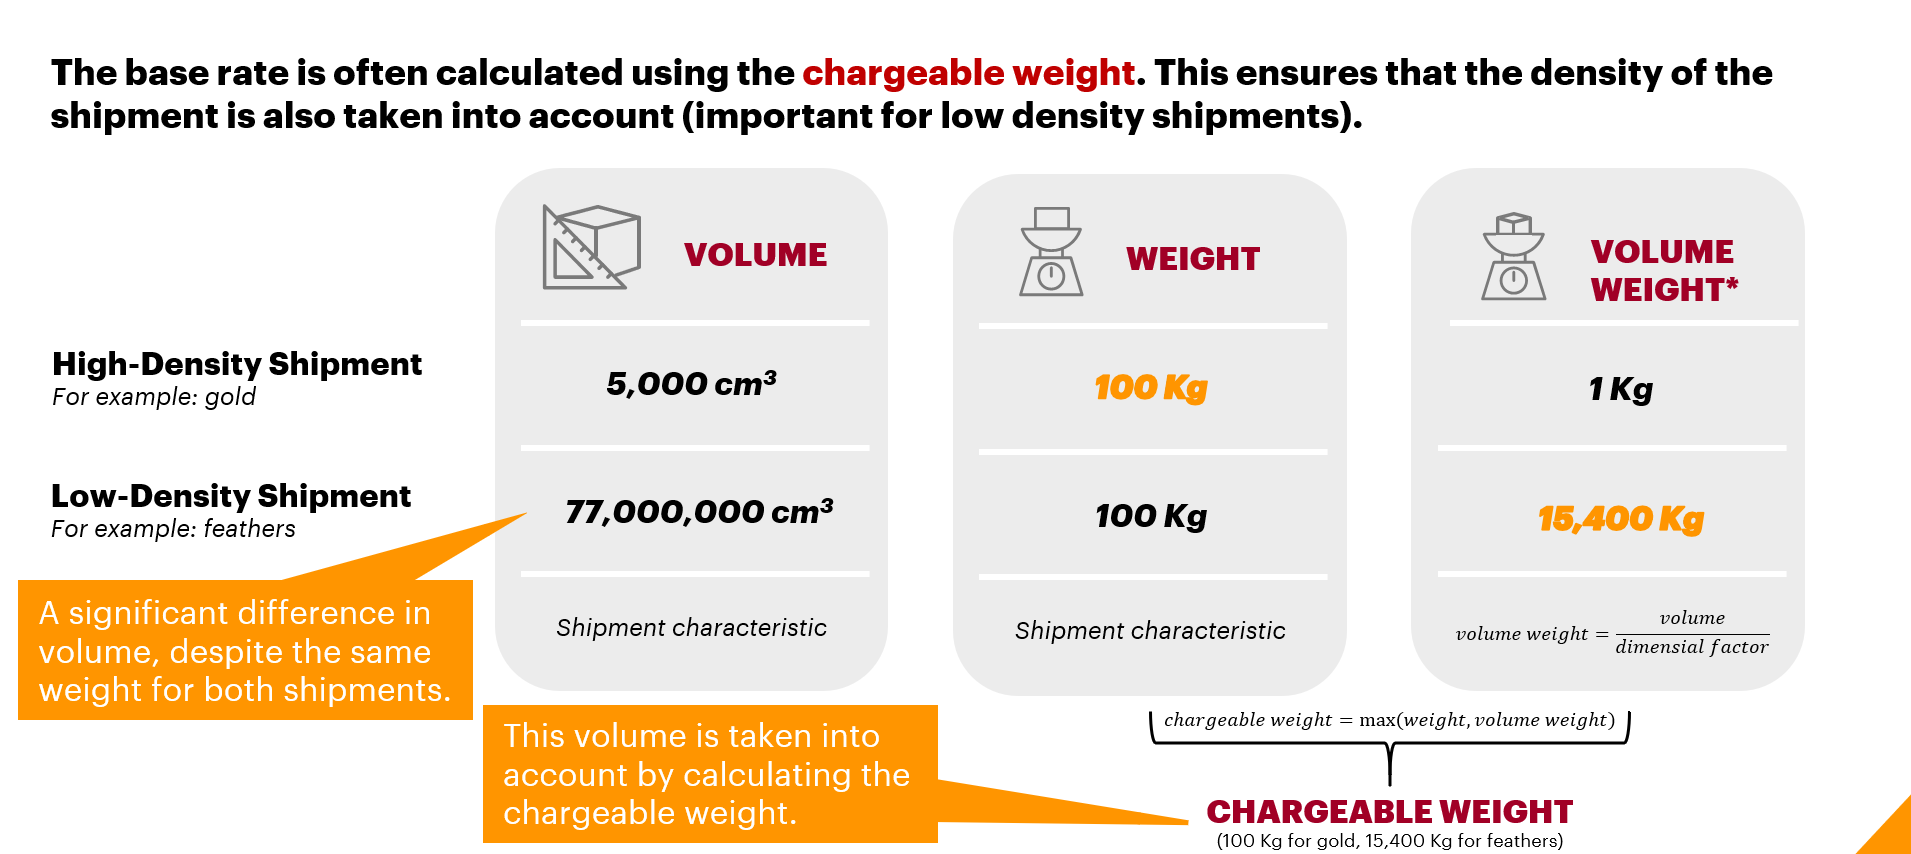 The base rate is often calculated using the chargeable weight. This ensures that the density of the
shipment is also taken into account (important for low density shipments).
VOLUME
WEIGHT
VOLUME
WEIGHT*
High-Density Shipment
For example: gold
5,000 cm³
100 Kg
1 Kg
Low-Density Shipment
For example: feathers
77,000,000 cm³
100 Kg
15,400 Kg
A significant difference in
volume, despite the same
weight for both shipments.
Shipment characteristic
Shipment characteristic
volume weight = volume / dimensial factor
This volume is taken into
account by calculating the
chargeable weight.
chargeable weight = max(weight, volume weight)
CHARGEABLE WEIGHT
(100 Kg for gold, 15,400 Kg for feathers)